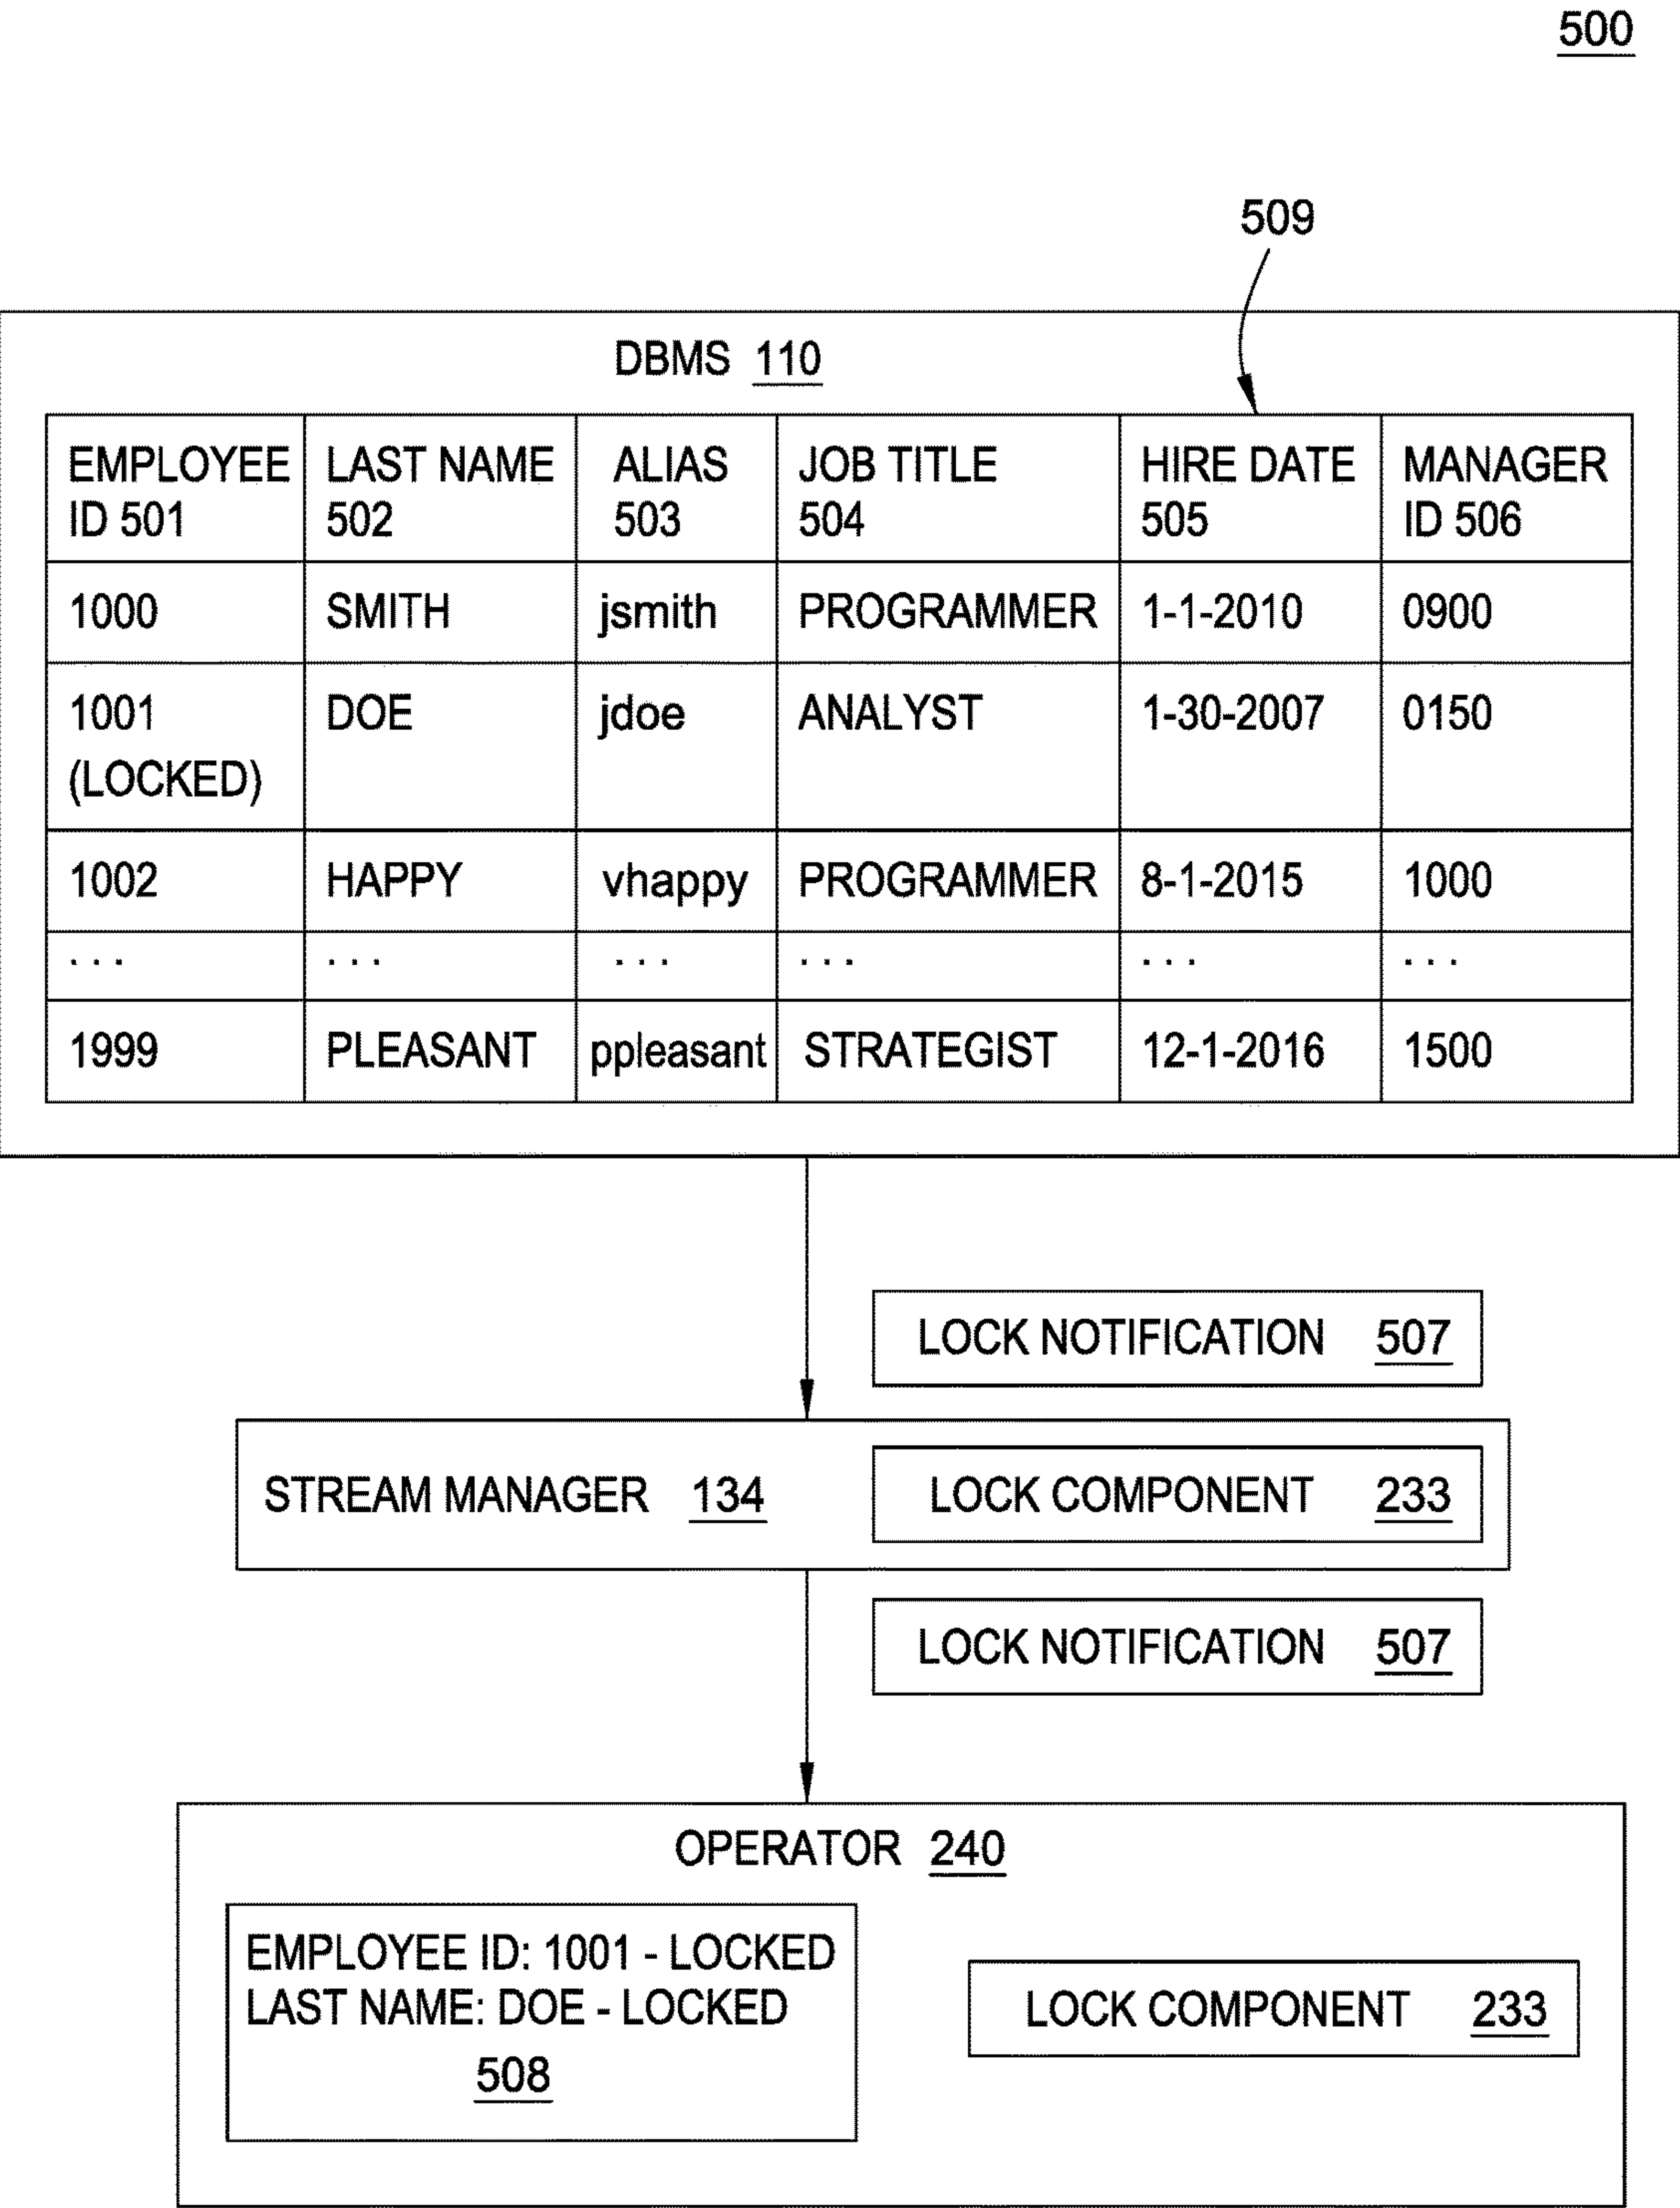 500
509
DBMS 110
EMPLOYEE ID 501 LAST NAME 502 ALIAS 503 JOB TITLE 504 HIRE DATE 505 MANAGER ID 506
1000 SMITH jsmith PROGRAMMER 1-1-2010 0900
1001 (LOCKED) DOE jdoe ANALYST 1-30-2007 0150
1002 HAPPY vhappy PROGRAMMER 8-1-2015 1000
... ... ... ... ... ...
1999 PLEASANT ppleasant STRATEGIST 12-1-2016 1500
LOCK NOTIFICATION 507
STREAM MANAGER 134 LOCK COMPONENT 233
LOCK NOTIFICATION 507
OPERATOR 240
EMPLOYEE ID: 1001 - LOCKED
LAST NAME: DOE - LOCKED
508
LOCK COMPONENT 233